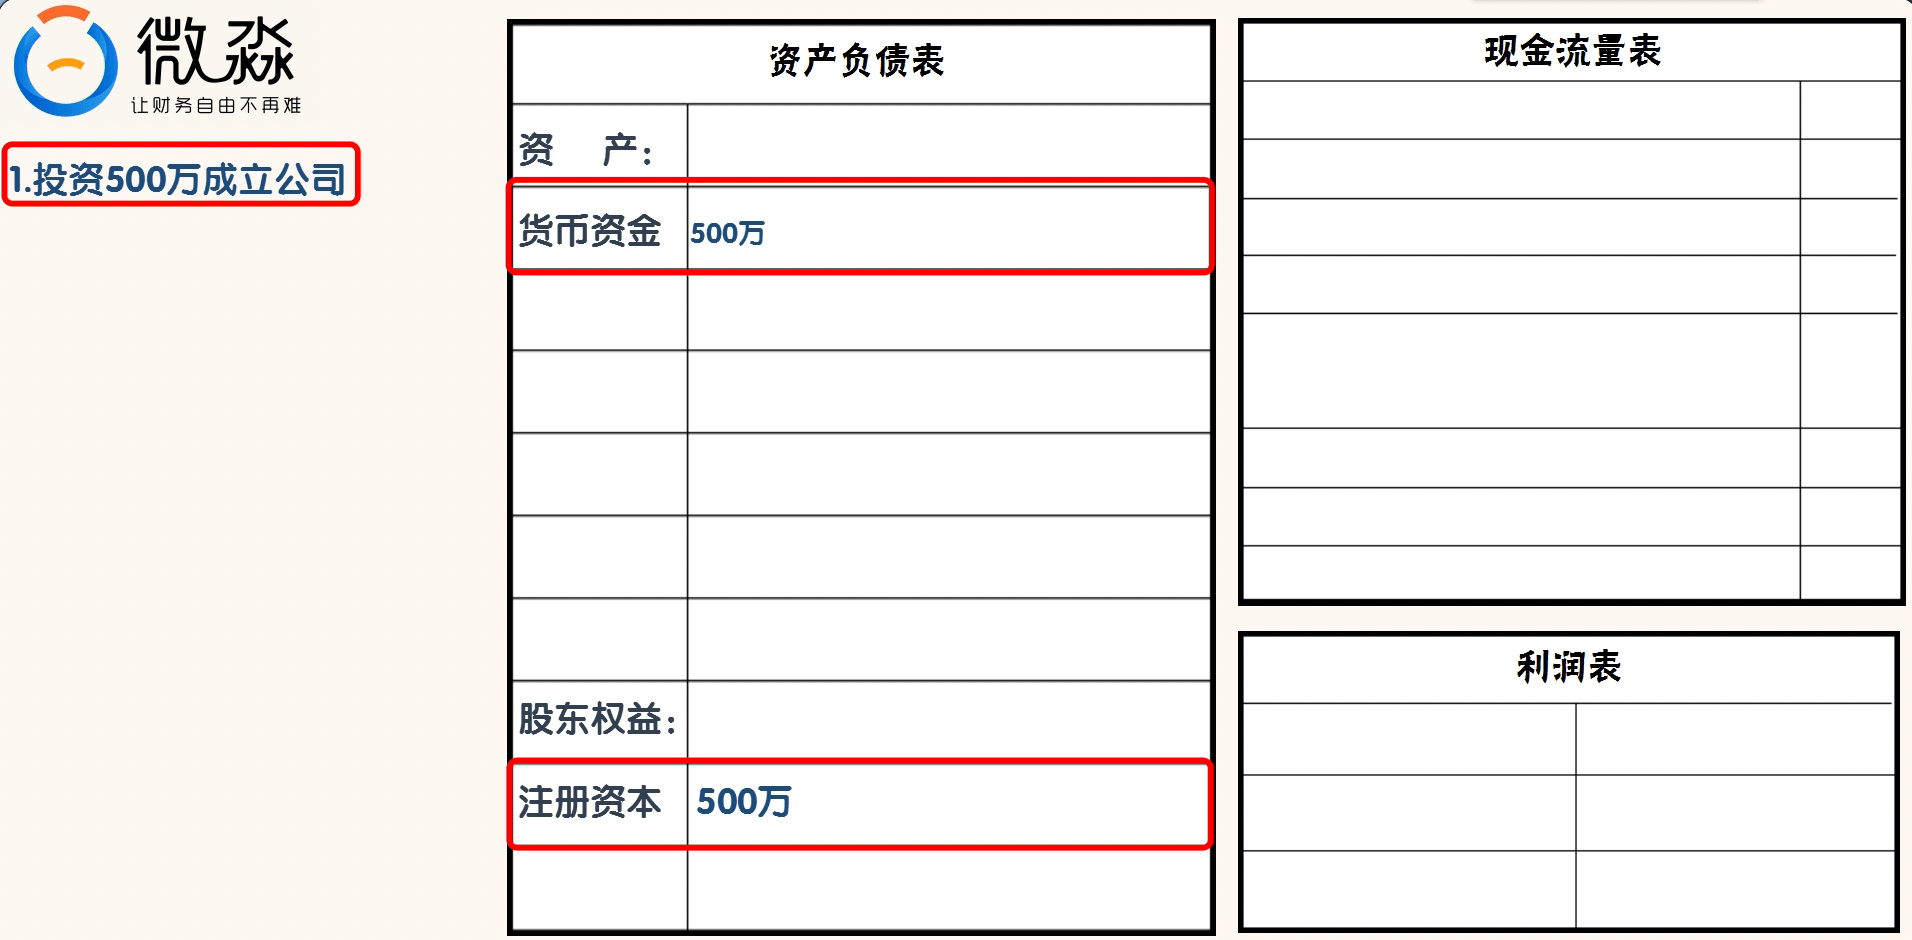 微淼
让财务自由不再难
1.投资500万成立公司
资产负债表
资 产：
货币资金 500万
股东权益：
注册资本 500万
现金流量表
利润表